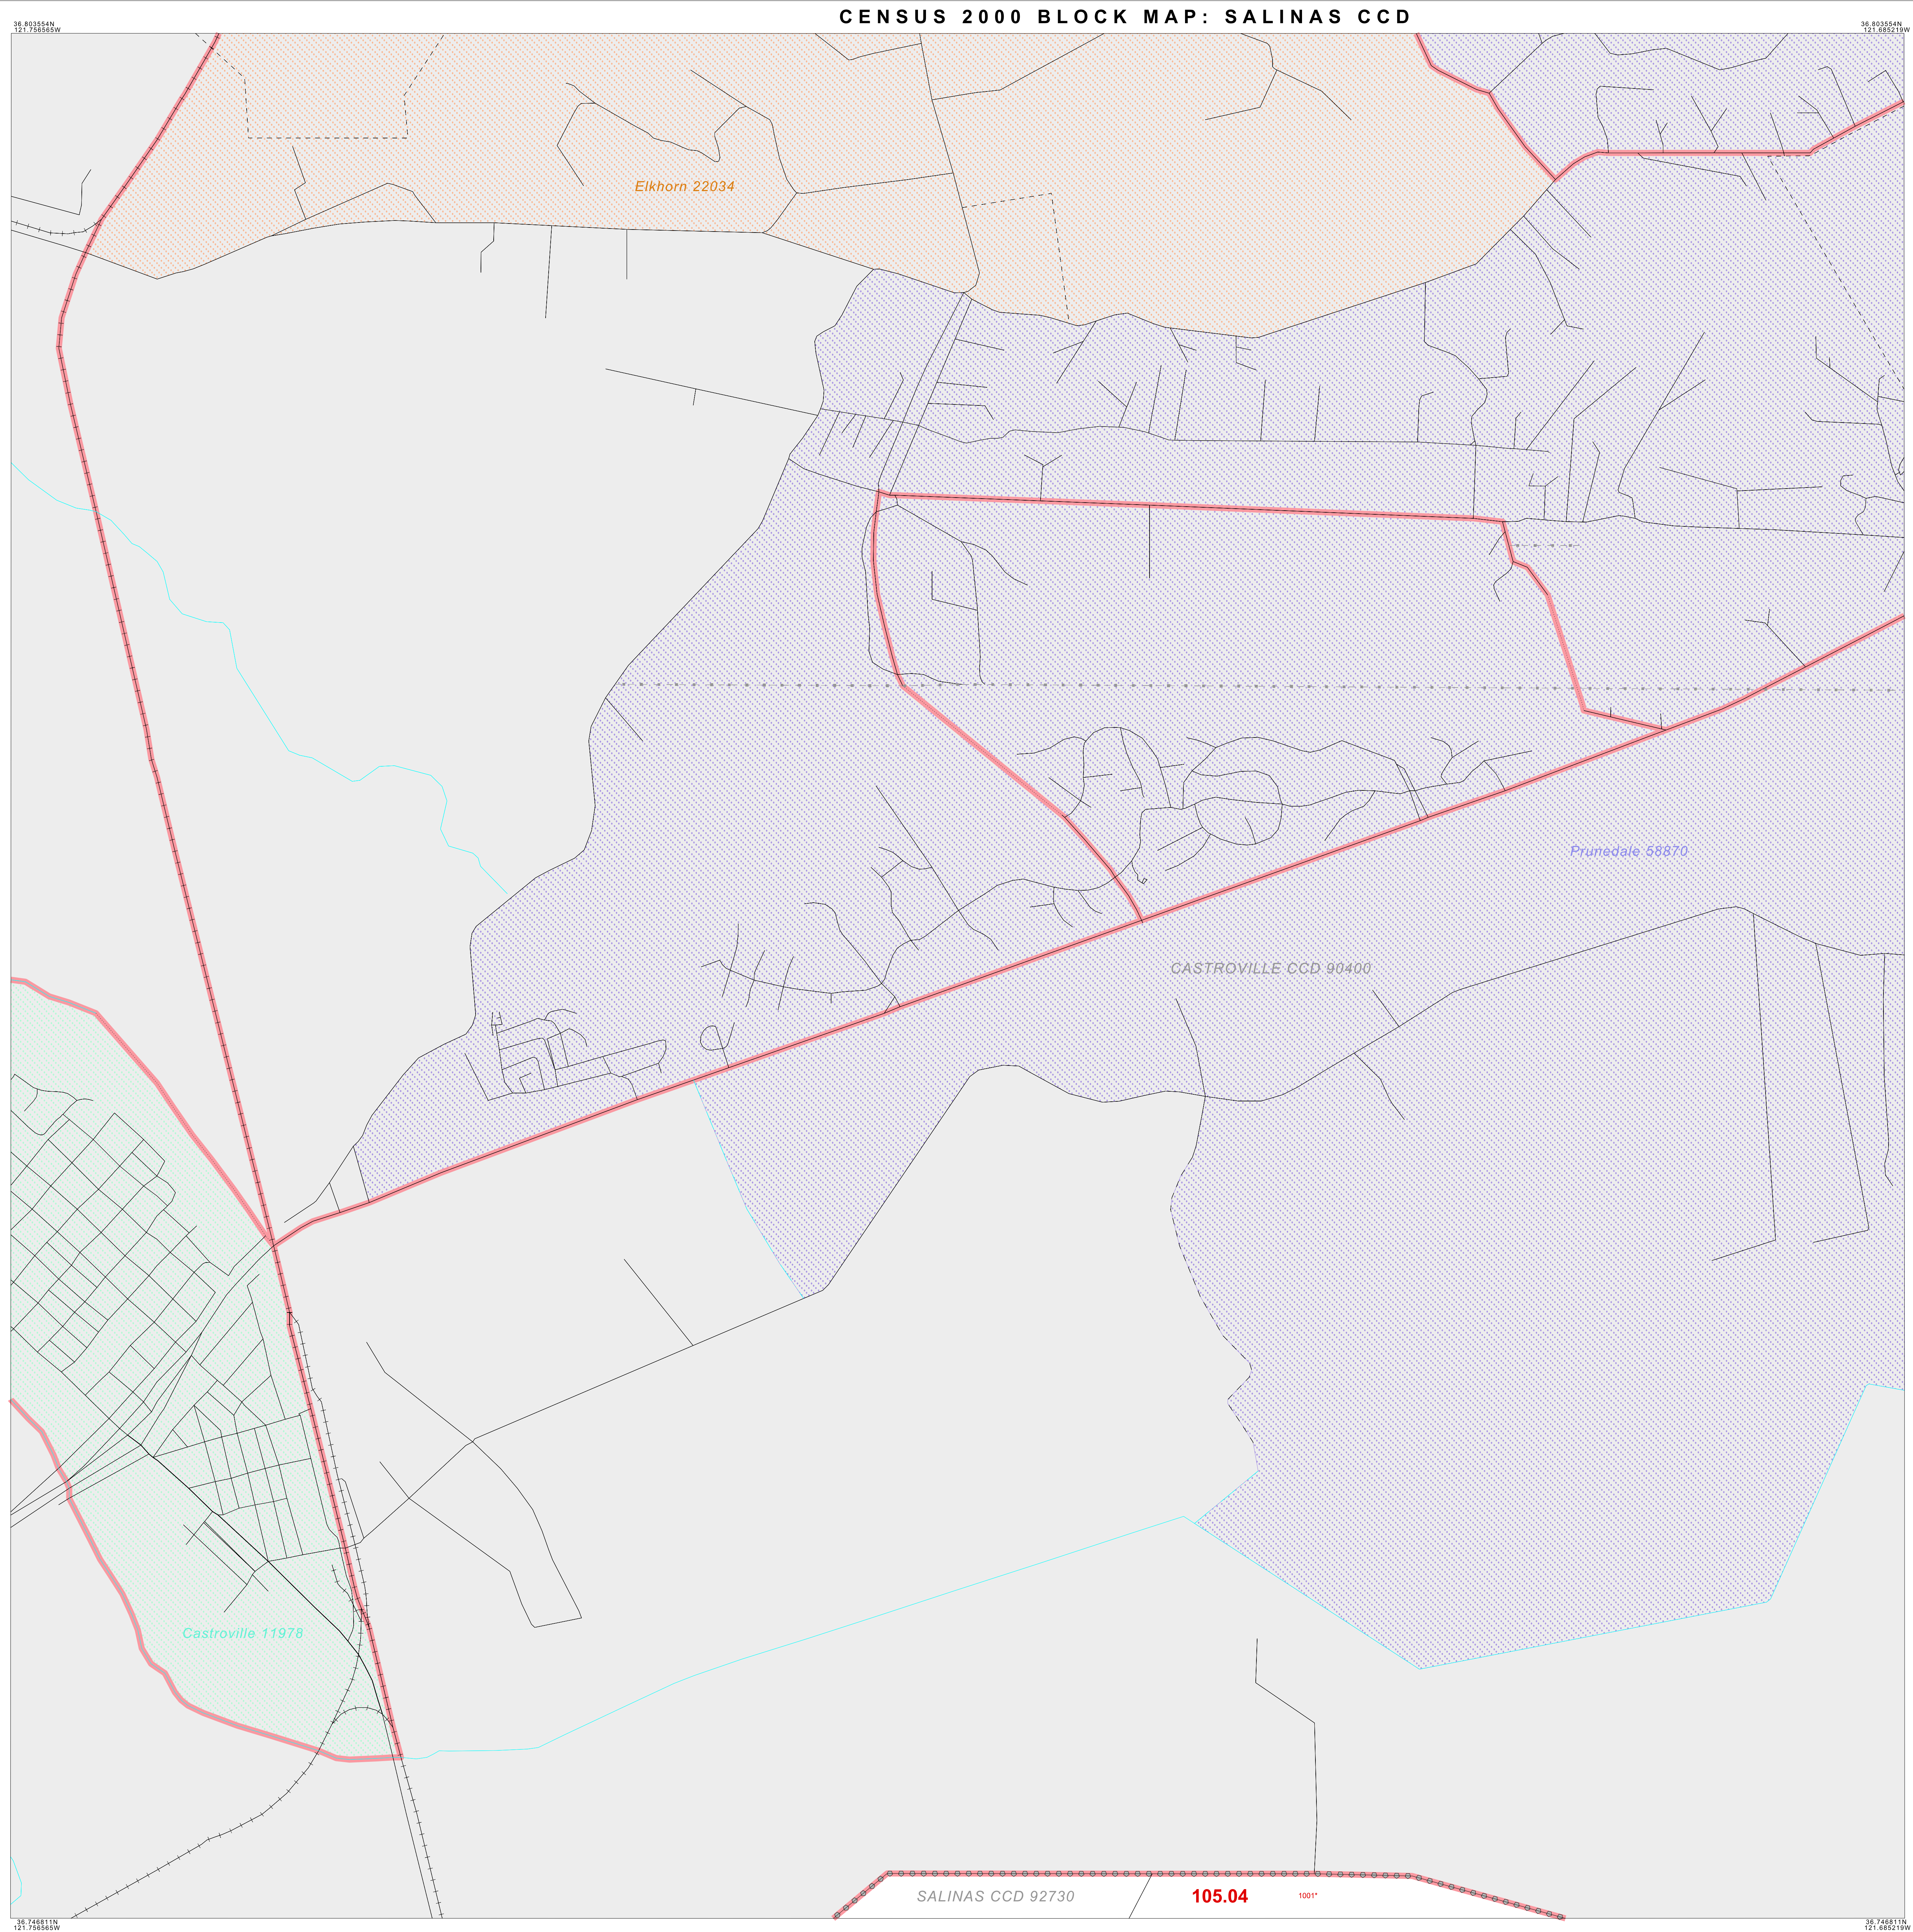 CENSUS 2000 BLOCK MAP: SALINAS CCD
36.803554N
121.756565W
36.803554N
121.685219W
Elkhorn 22034
Prunedale 58870
CASTROVILLE CCD 90400
Castroville 11978
SALINAS CCD 92730
105.04
1001*
36.746811N
121.756565W
36.746811N
121.685219W